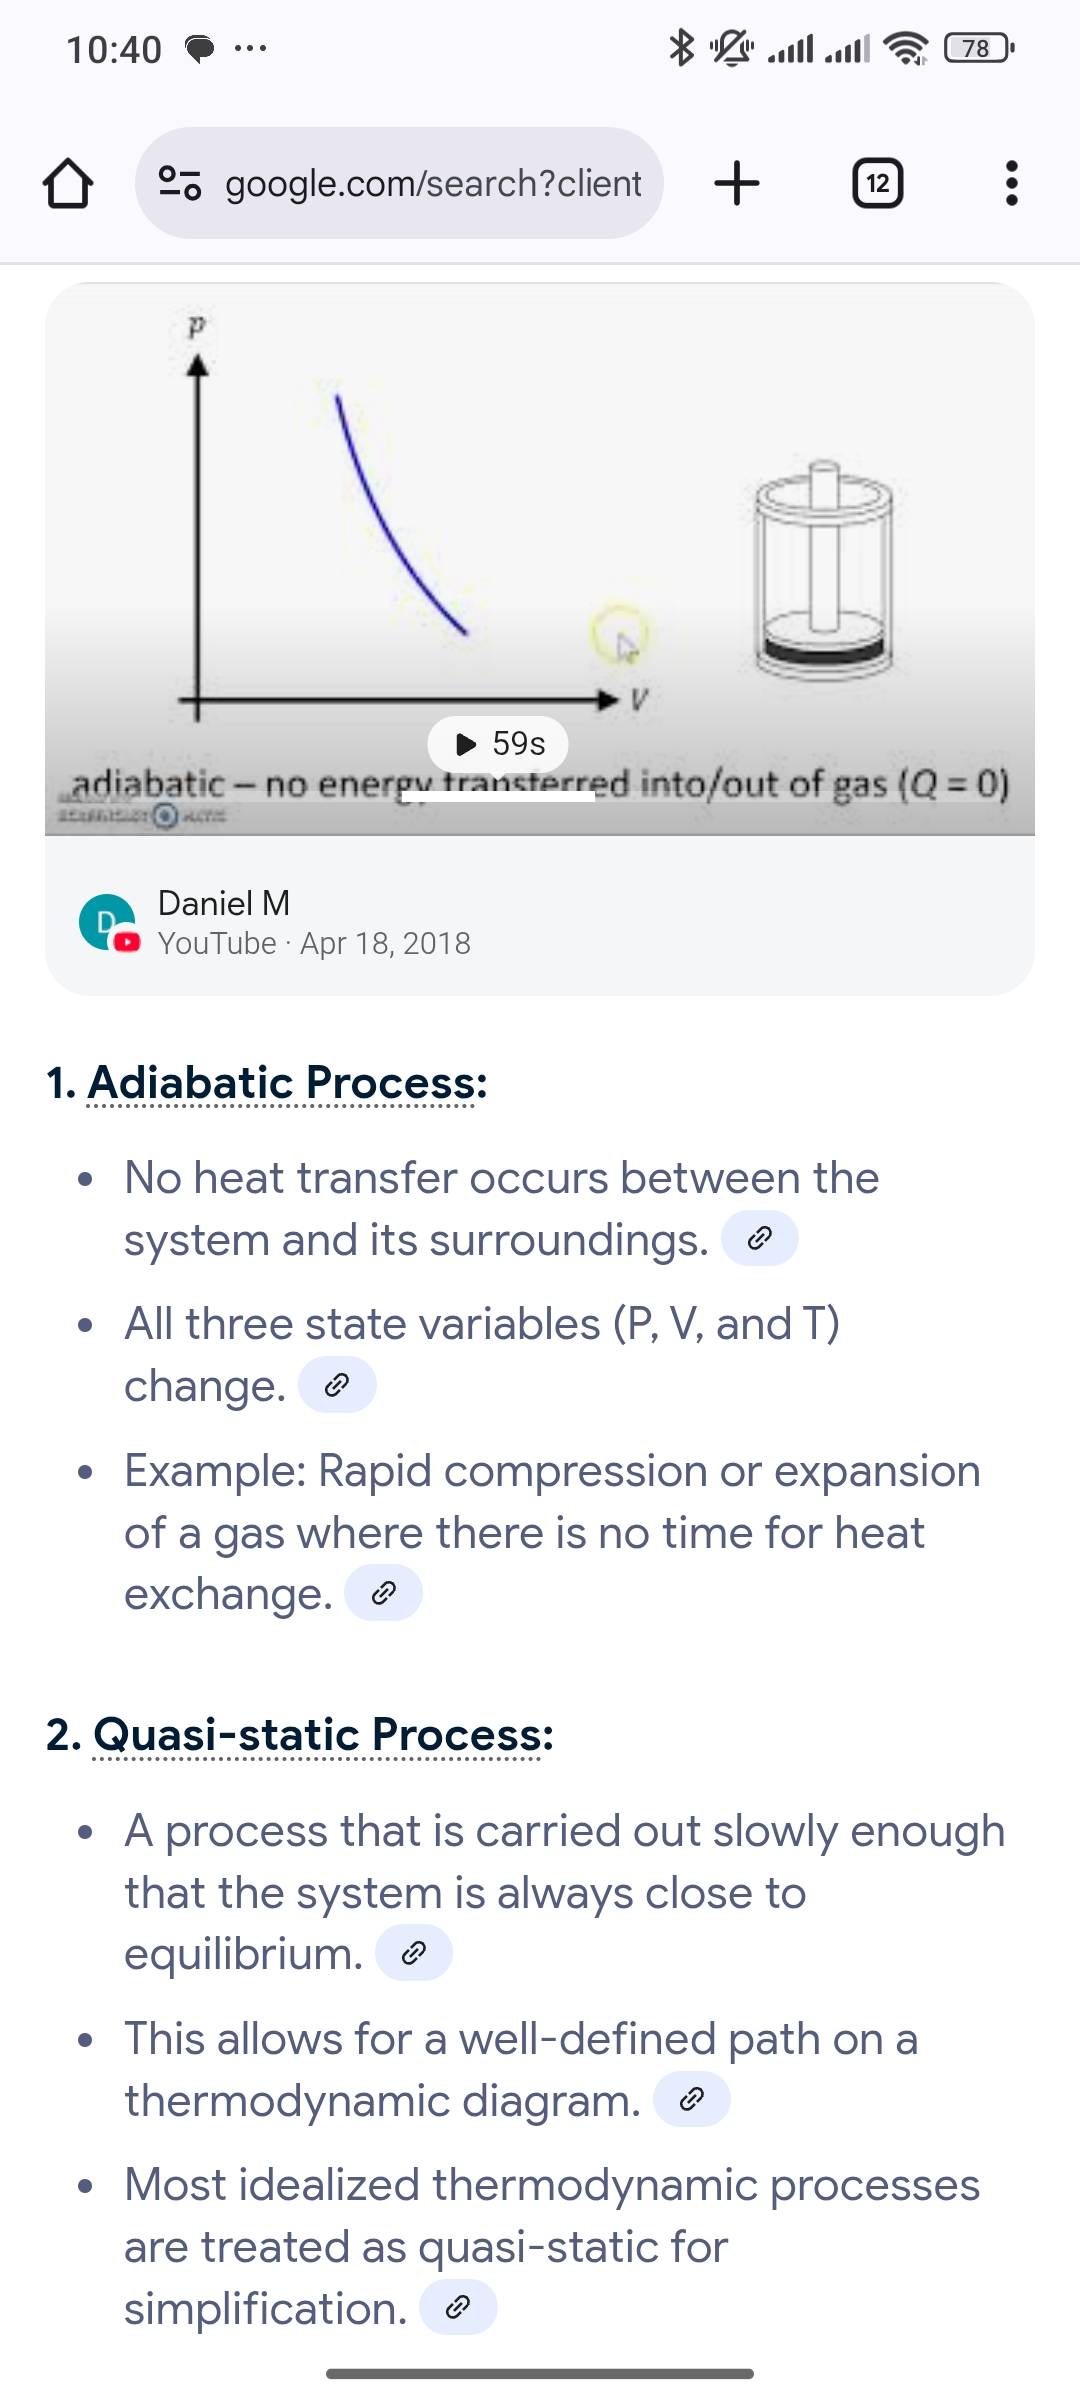 10:40
78
google.com/search?client
12
p
V
59s
adiabatic – no energy transferred into/out of gas (Q = 0)
D
Daniel M
YouTube · Apr 18, 2018
1. Adiabatic Process:
• No heat transfer occurs between the
system and its surroundings.
• All three state variables (P, V, and T)
change.
• Example: Rapid compression or expansion
of a gas where there is no time for heat
exchange.
2. Quasi-static Process:
• A process that is carried out slowly enough
that the system is always close to
equilibrium.
• This allows for a well-defined path on a
thermodynamic diagram.
• Most idealized thermodynamic processes
are treated as quasi-static for
simplification.